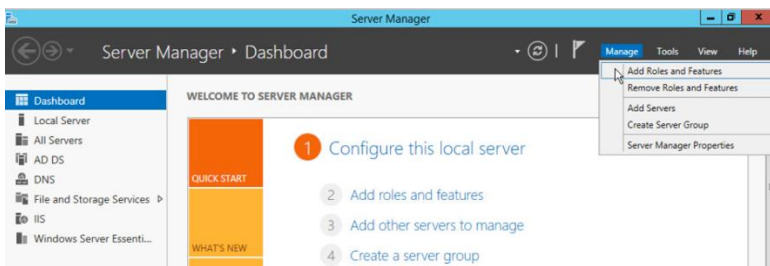 Server Manager
Server Manager • Dashboard
Manage Tools View Help
Add Roles and Features
Remove Roles and Features
Add Servers
Create Server Group
Server Manager Properties
Dashboard
Local Server
All Servers
AD DS
DNS
File and Storage Services
IIS
Windows Server Essenti...
WELCOME TO SERVER MANAGER
QUICK START
WHAT'S NEW
1 Configure this local server
2 Add roles and features
3 Add other servers to manage
4 Create a server group